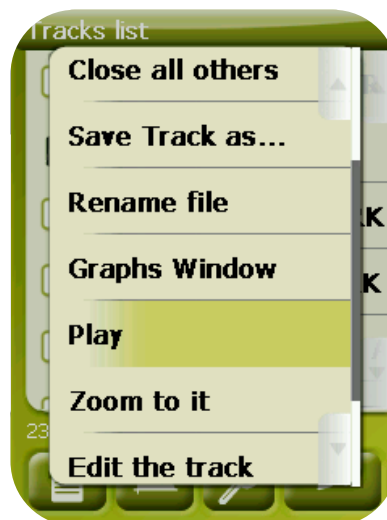 Tracks list
Close all others
Save Track as...
Rename file
RK
Graphs Window
K
Play
Zoom to it
23
Edit the track